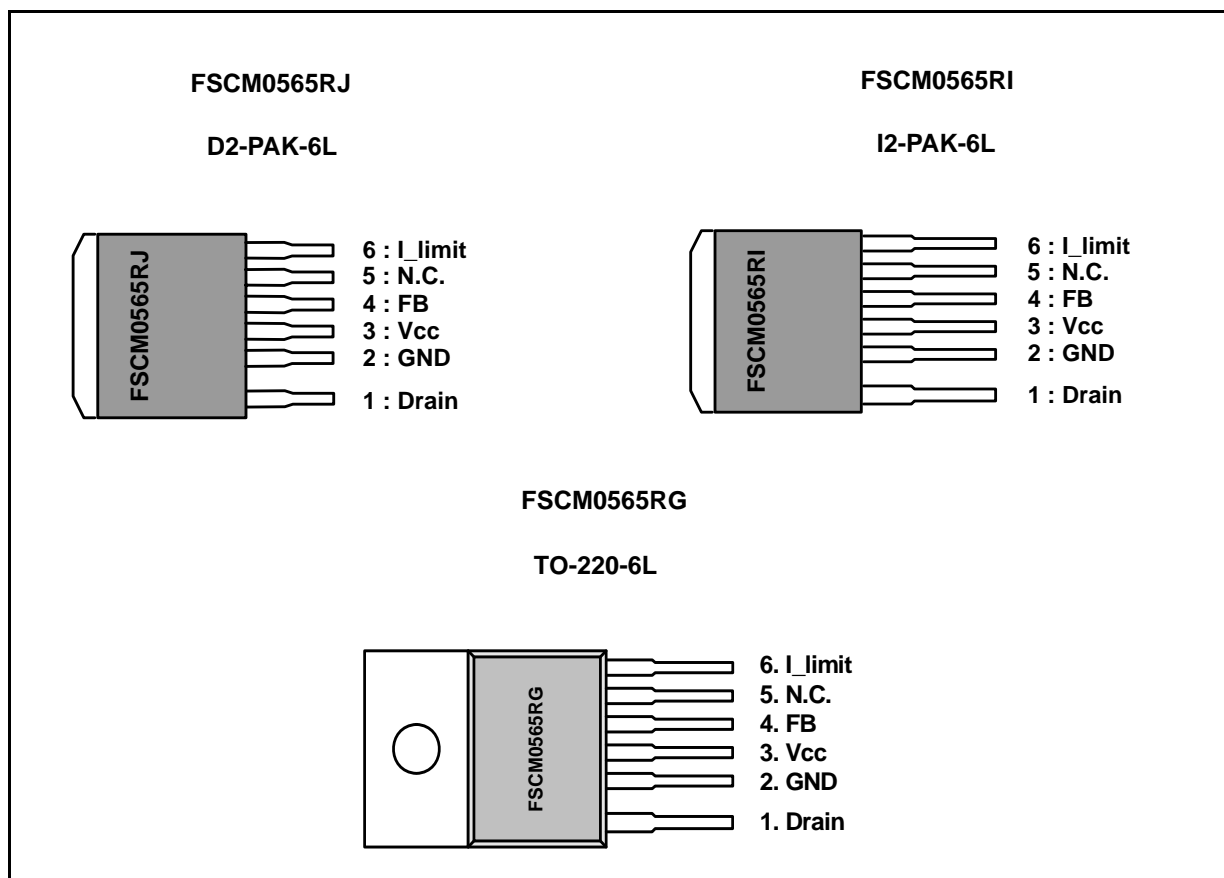 FSCM0565RJ
D2-PAK-6L
FSCM0565RJ
6 : I_limit
5 : N.C.
4 : FB
3 : Vcc
2 : GND
1 : Drain
FSCM0565RI
I2-PAK-6L
FSCM0565RI
6 : I_limit
5 : N.C.
4 : FB
3 : Vcc
2 : GND
1 : Drain
FSCM0565RG
TO-220-6L
FSCM0565RG
6. I_limit
5. N.C.
4. FB
3. Vcc
2. GND
1. Drain